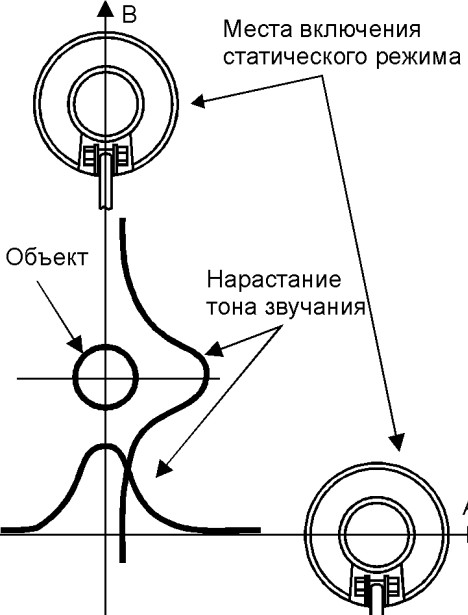 В
Места включения
статического режима
Объект
Нарастание
тона звучания
А